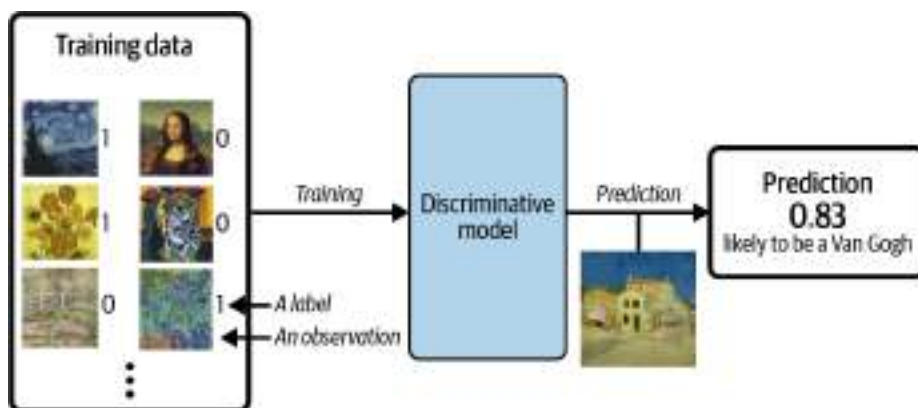 Training data
1 0
1 0
0 1
A label
An observation
Training
Discriminative
model
Prediction
Prediction
0.83
likely to be a Van Gogh